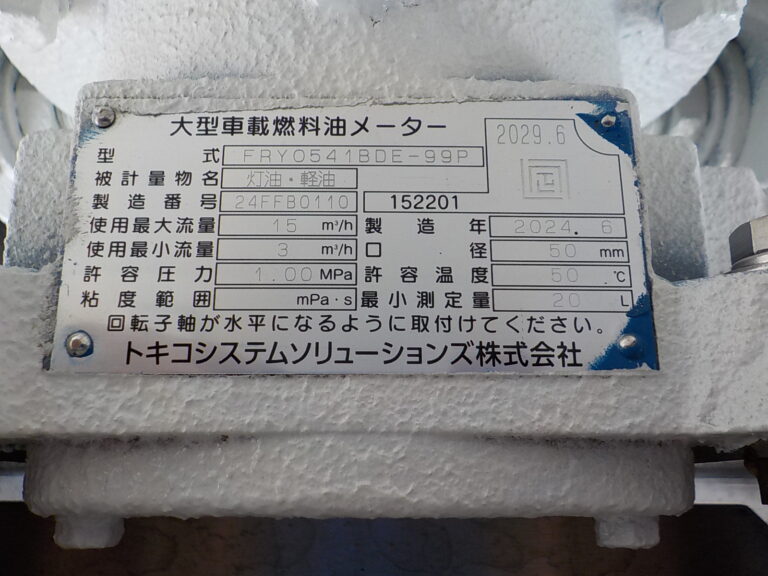 大型車載燃料油メーター
2029.6
正
型式 FRY0541BDE-99P
被計量物名 灯油・軽油
製造番号 24FFB0110 152201
使用最大流量 15 m³/h 製造年 2024.6
使用最小流量 3 m³/h 口径 50 mm
許容圧力 1.00 MPa 許容温度 50 ℃
粘度範囲 mPa・s 最小測定量 20 L
回転子軸が水平になるように取付けてください。
トキコシステムソリューションズ株式会社